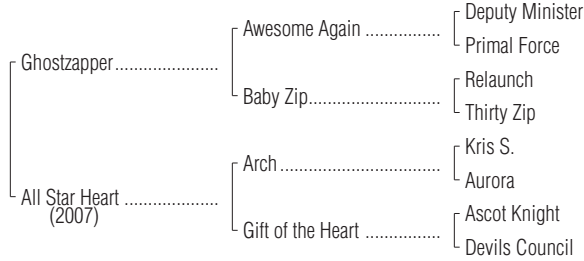 Deputy Minister
Awesome Again ................
Primal Force
Ghostzapper......................
Relaunch
Baby Zip............................
Thirty Zip
Kris S.
Arch ..................................
Aurora
All Star Heart ....................
(2007)
Ascot Knight
Gift of the Heart ................
Devils Council